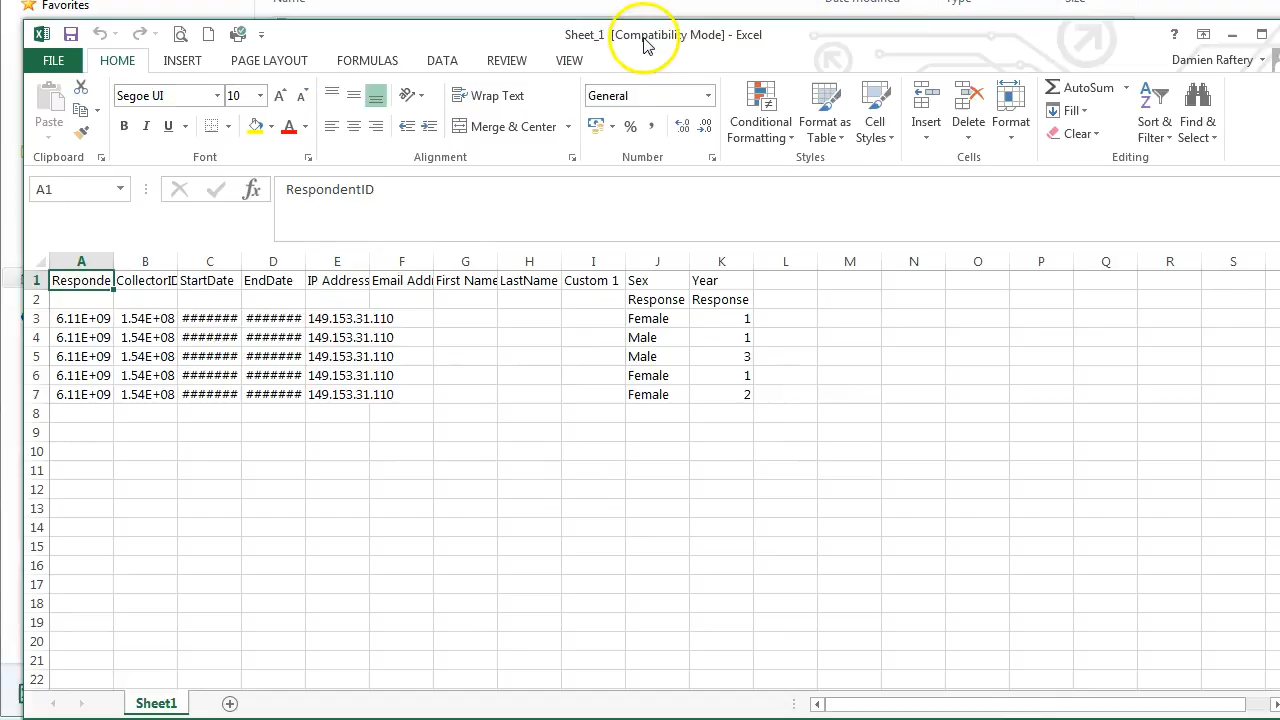 Favorites
Sheet_1 [Compatibility Mode] - Excel
?
FILE HOME INSERT PAGE LAYOUT FORMULAS DATA REVIEW VIEW Damien Raftery
Paste
Segoe UI 10
Wrap Text
General
Conditional Formatting
Format as Table
Cell Styles
Insert
Delete
Format
AutoSum
Fill
Clear
Sort & Filter
Find & Select
B I U
Merge & Center
%
Clipboard Font Alignment Number Styles Cells Editing
A1 fx RespondentID
A B C D E F G H I J K L M N O P Q R S
1 Responde CollectorID StartDate EndDate IP Address Email Addr First Name LastName Custom 1 Sex Year
2 Response Response
3 6.11E+09 1.54E+08 ####### ####### 149.153.31.110 Female 1
4 6.11E+09 1.54E+08 ####### ####### 149.153.31.110 Male 1
5 6.11E+09 1.54E+08 ####### ####### 149.153.31.110 Male 3
6 6.11E+09 1.54E+08 ####### ####### 149.153.31.110 Female 1
7 6.11E+09 1.54E+08 ####### ####### 149.153.31.110 Female 2
8
9
10
11
12
13
14
15
16
17
18
19
20
21
22
Sheet1